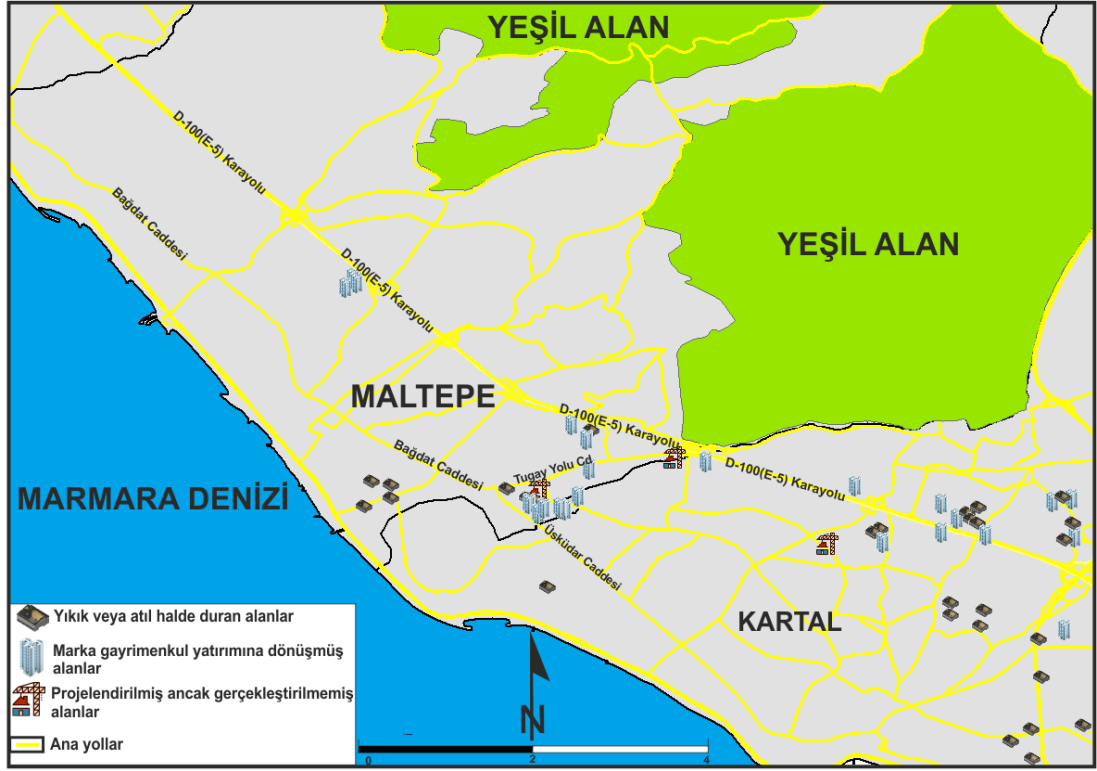 YEŞİL ALAN
D-100(E-5) Karayolu
Bağdat Caddesi
YEŞİL ALAN
D-100(E-5) Karayolu
MALTEPE
D-100(E-5) Karayolu
Bağdat Caddesi
Tugay Yolu Cd
D-100(E-5) Karayolu
MARMARA DENİZİ
Üsküdar Caddesi
KARTAL
Yıkık veya atıl halde duran alanlar
Marka gayrimenkul yatırımına dönüşmüş
alanlar
Projelendirilmiş ancak gerçekleştirilmemiş
alanlar
Ana yollar
N
0 2 4